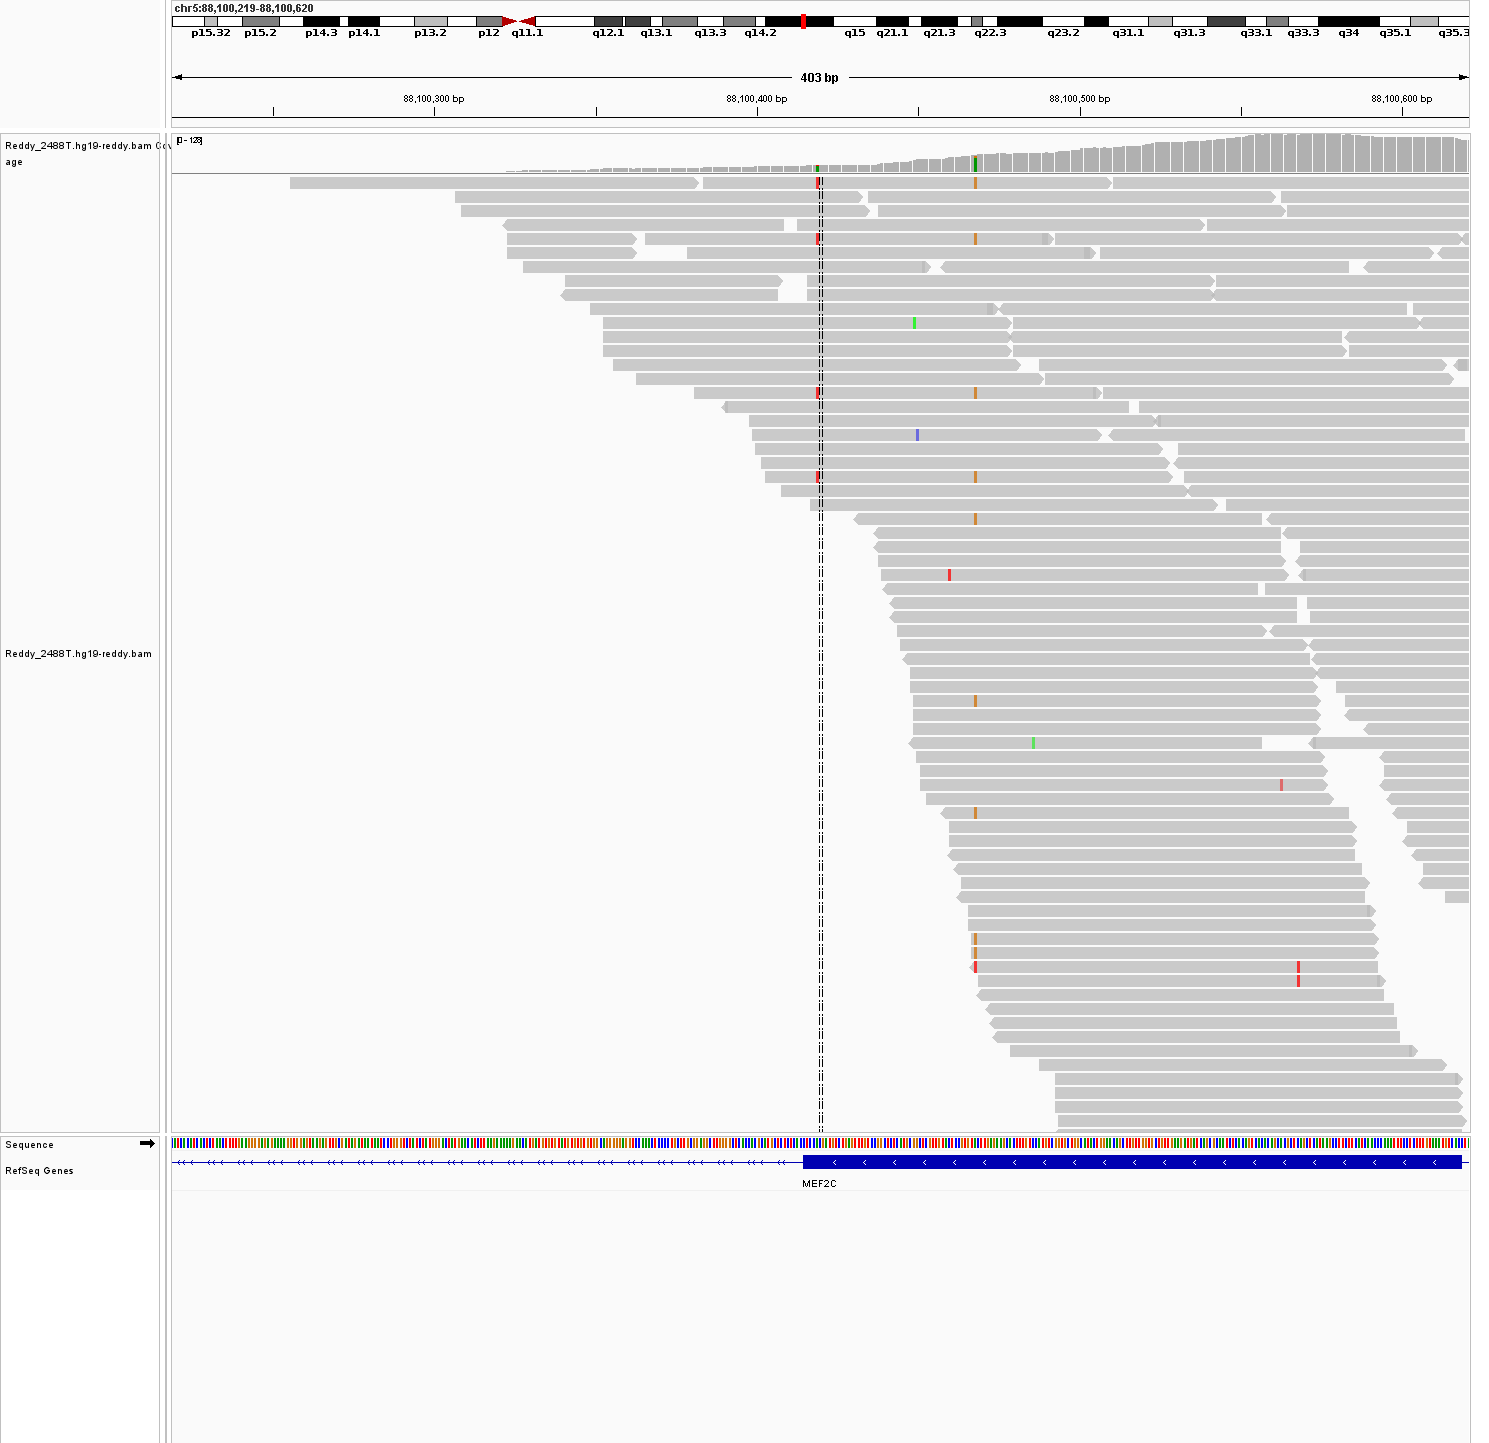 chr5:88,100,219-88,100,620
p15.32 p15.2 p14.3 p14.1 p13.2 p12 q11.1 q12.1 q13.1 q13.3 q14.2 q15 q21.1 q21.3 q22.3 q23.2 q31.1 q31.3 q33.1 q33.3 q34 q35.1 q35.3
403 bp
88,100,300 bp 88,100,400 bp 88,100,500 bp 88,100,600 bp
Reddy_2488T.hg19-reddy.bam Cov
age
[0 - 128]
Reddy_2488T.hg19-reddy.bam
Sequence
RefSeq Genes
MEF2C